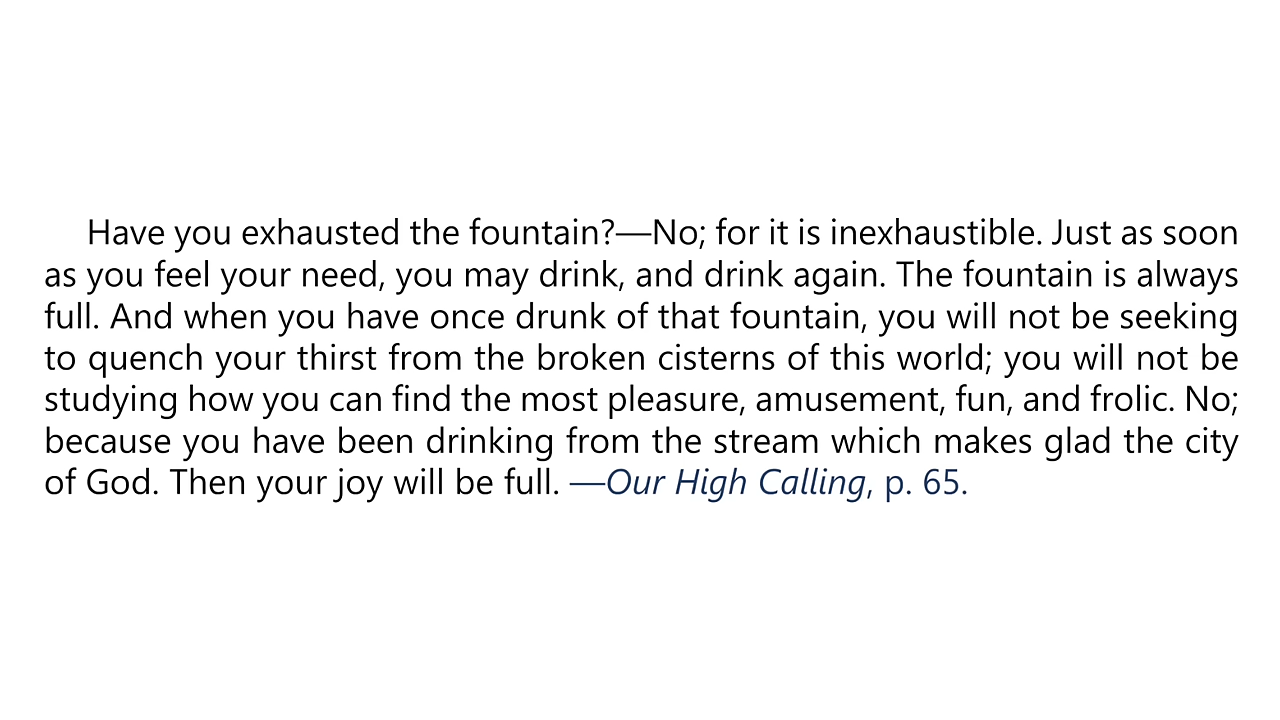 Have you exhausted the fountain?—No; for it is inexhaustible. Just as soon
as you feel your need, you may drink, and drink again. The fountain is always
full. And when you have once drunk of that fountain, you will not be seeking
to quench your thirst from the broken cisterns of this world; you will not be
studying how you can find the most pleasure, amusement, fun, and frolic. No;
because you have been drinking from the stream which makes glad the city
of God. Then your joy will be full. —Our High Calling, p. 65.